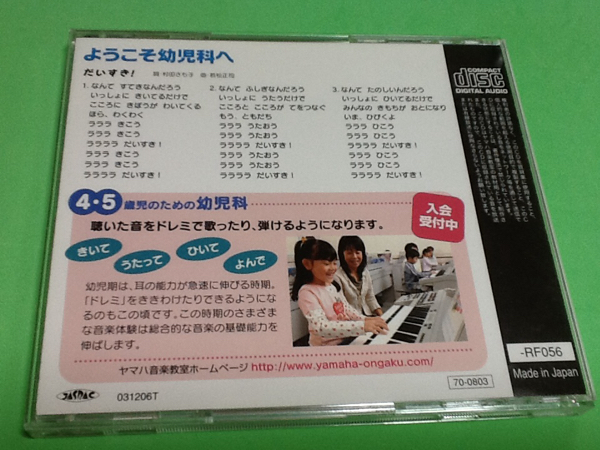 ようこそ幼児科へ
だいすき!
1. なんて すてきなんだろう
いっしょに きいてるだけで
こころに きぼうが わいてくる
ほら、わくわく
ラララ きこう
ラララ きこう
ララララ だいすき!
ラララ きこう
ラララ きこう
ララララ だいすき!
2. なんて ふしぎなんだろう
いっしょに うたうだけで
こころと こころが てをつなぐ
もう、ともだち
ラララ うたおう
ラララ うたおう
ララララ だいすき!
ラララ うたおう
ラララ うたおう
ララララ だいすき!
3. なんて たのしいんだろう
いっしょに ひいてるだけで
みんなの きもちが おとになり
いま、ひびくよ
ラララ ひこう
ラララ ひこう
ララララ だいすき!
ラララ ひこう
ラララ ひこう
ララララ だいすき!
COMPACT
disc
DIGITAL AUDIO
4・5歳児のための幼児科
入会
受付中
聴いた音をドレミで歌ったり、弾けるようになります。
きいて
うたって
ひいて
よんで
幼児期は、耳の能力が急速に伸びる時期。
「ドレミ」をききわけたりできるようにな
るのもこの頃です。この時期のさまざま
な音楽体験は総合的な音楽の基礎能力を
伸ばします。
ヤマハ音楽教室ホームページ http://www.yamaha-ongaku.com/
JASRAC
031206T
70-0803
-RF056
Made in Japan